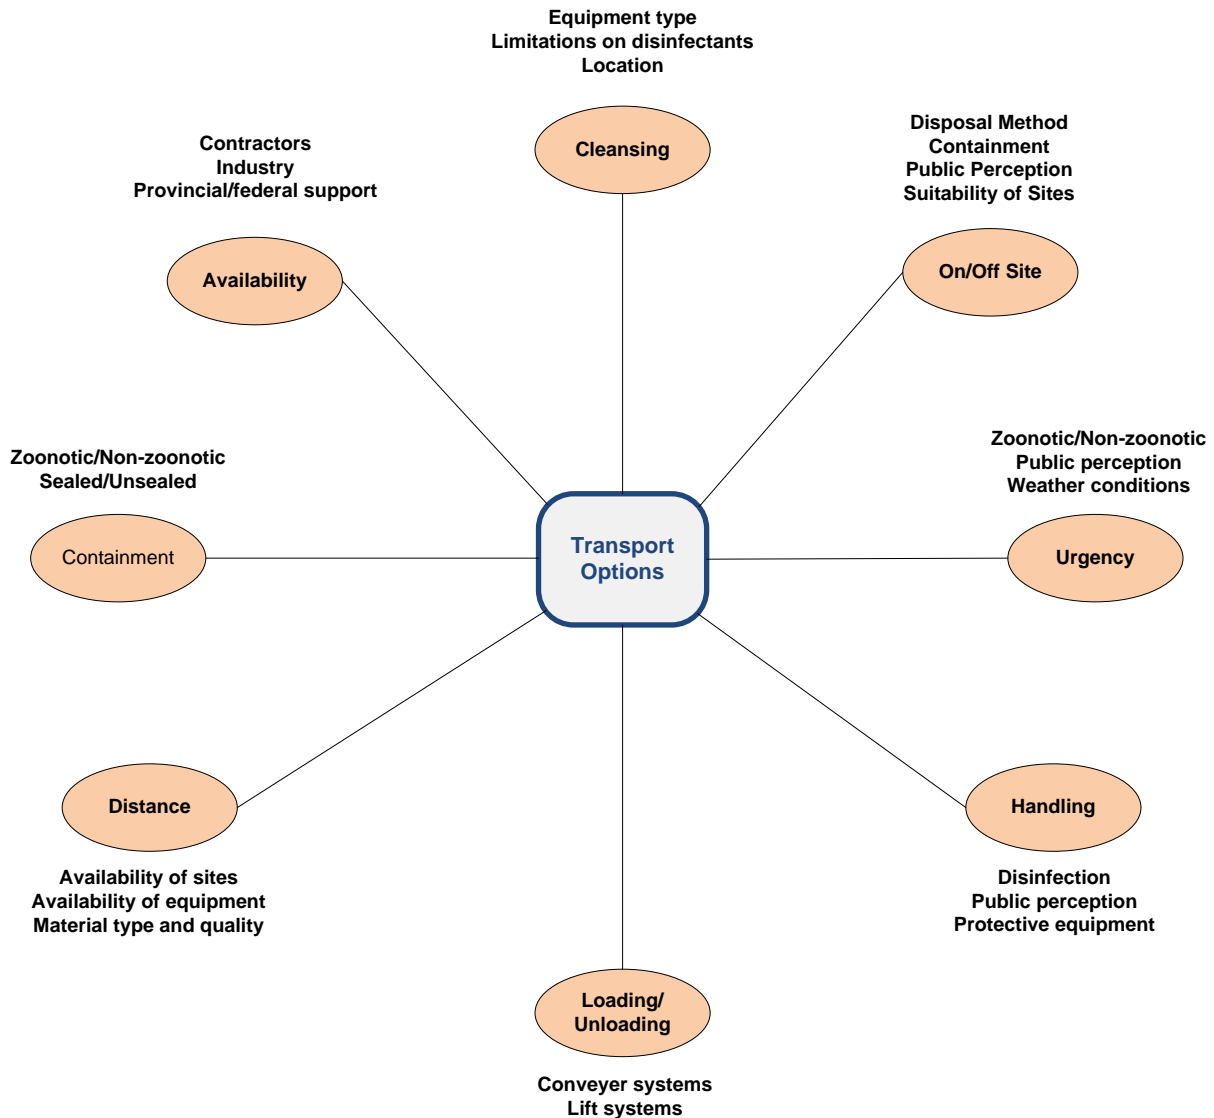 Equipment type
Limitations on disinfectants
Location
Cleansing
Contractors
Industry
Provincial/federal support
Availability
Disposal Method
Containment
Public Perception
Suitability of Sites
On/Off Site
Zoonotic/Non-zoonotic
Sealed/Unsealed
Containment
Transport
Options
Zoonotic/Non-zoonotic
Public perception
Weather conditions
Urgency
Distance
Availability of sites
Availability of equipment
Material type and quality
Handling
Disinfection
Public perception
Protective equipment
Loading/
Unloading
Conveyer systems
Lift systems